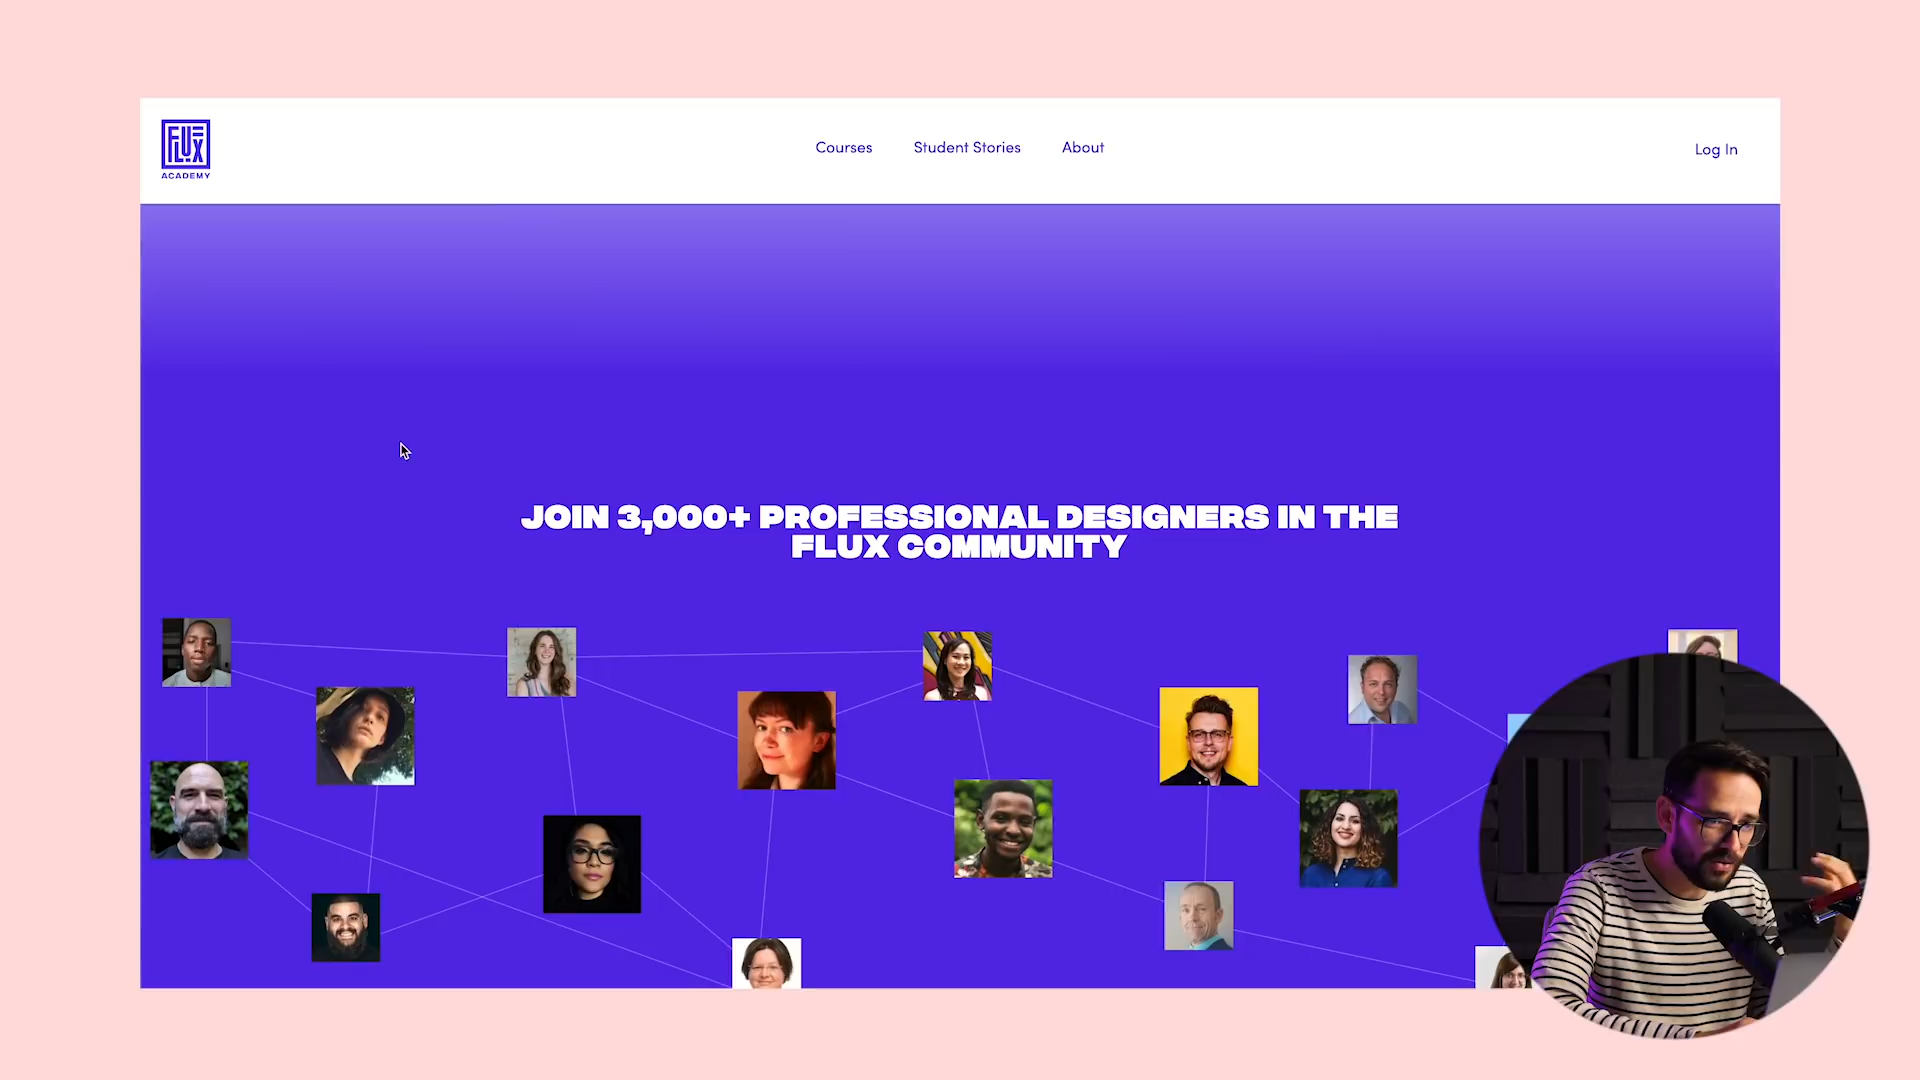 FLUX
ACADEMY
Courses
Student Stories
About
Log In
JOIN 3,000+ PROFESSIONAL DESIGNERS IN THE
FLUX COMMUNITY